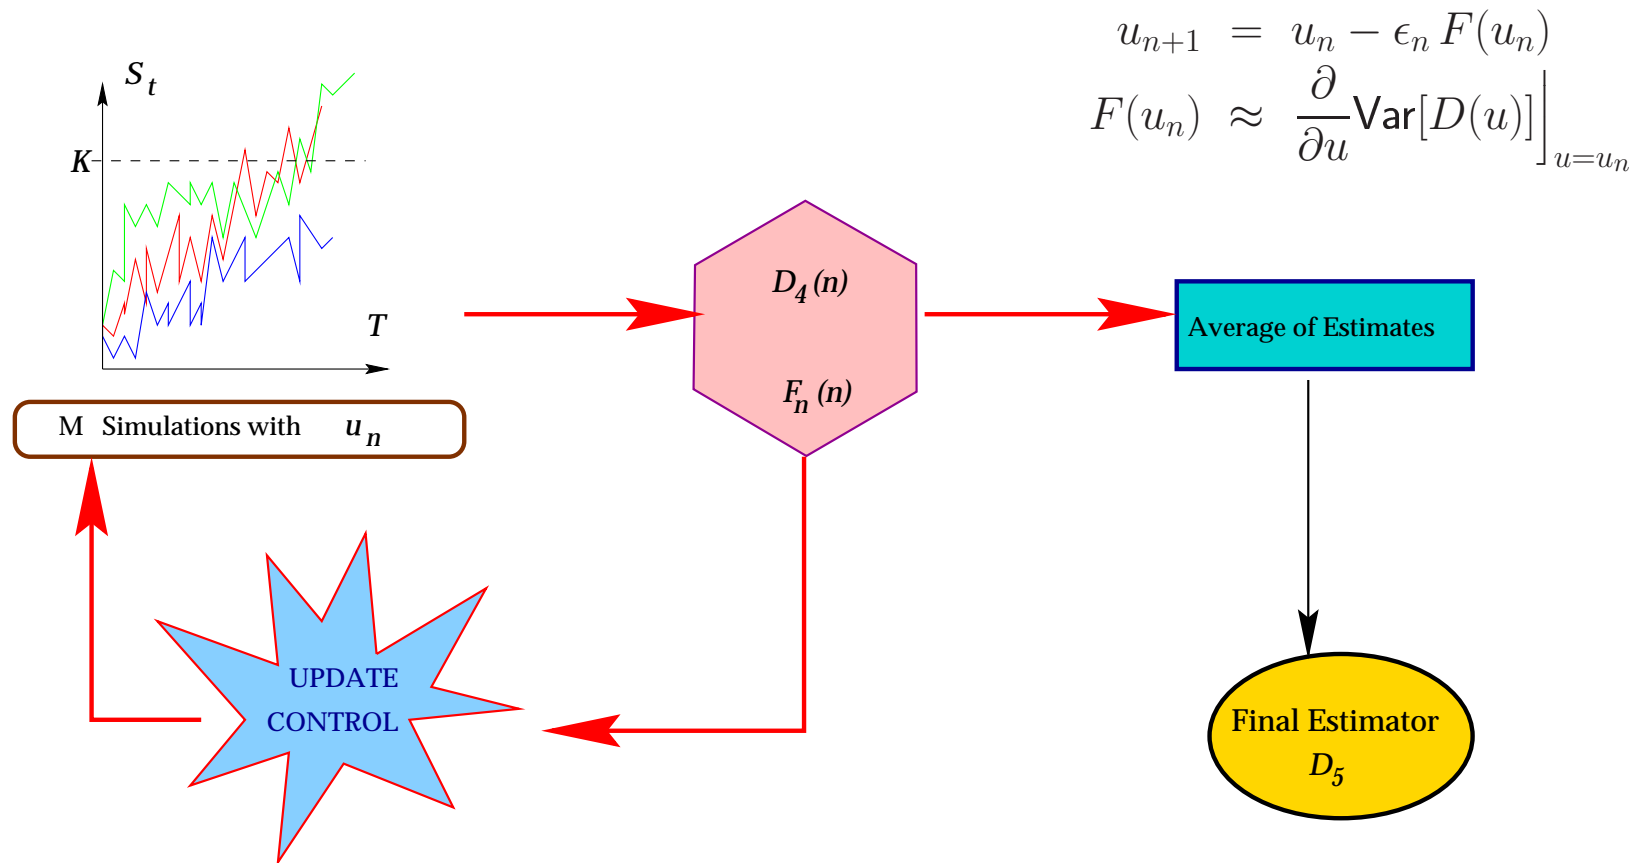 u_{n+1} = u_n − ϵ_n F(u_n)
F(u_n) ≈ ∂/∂u Var[D(u)]⌋_{u=u_n}
S_t
K
T
M Simulations with u_n
D_4(n)
F_n(n)
Average of Estimates
UPDATE
CONTROL
Final Estimator
D_5